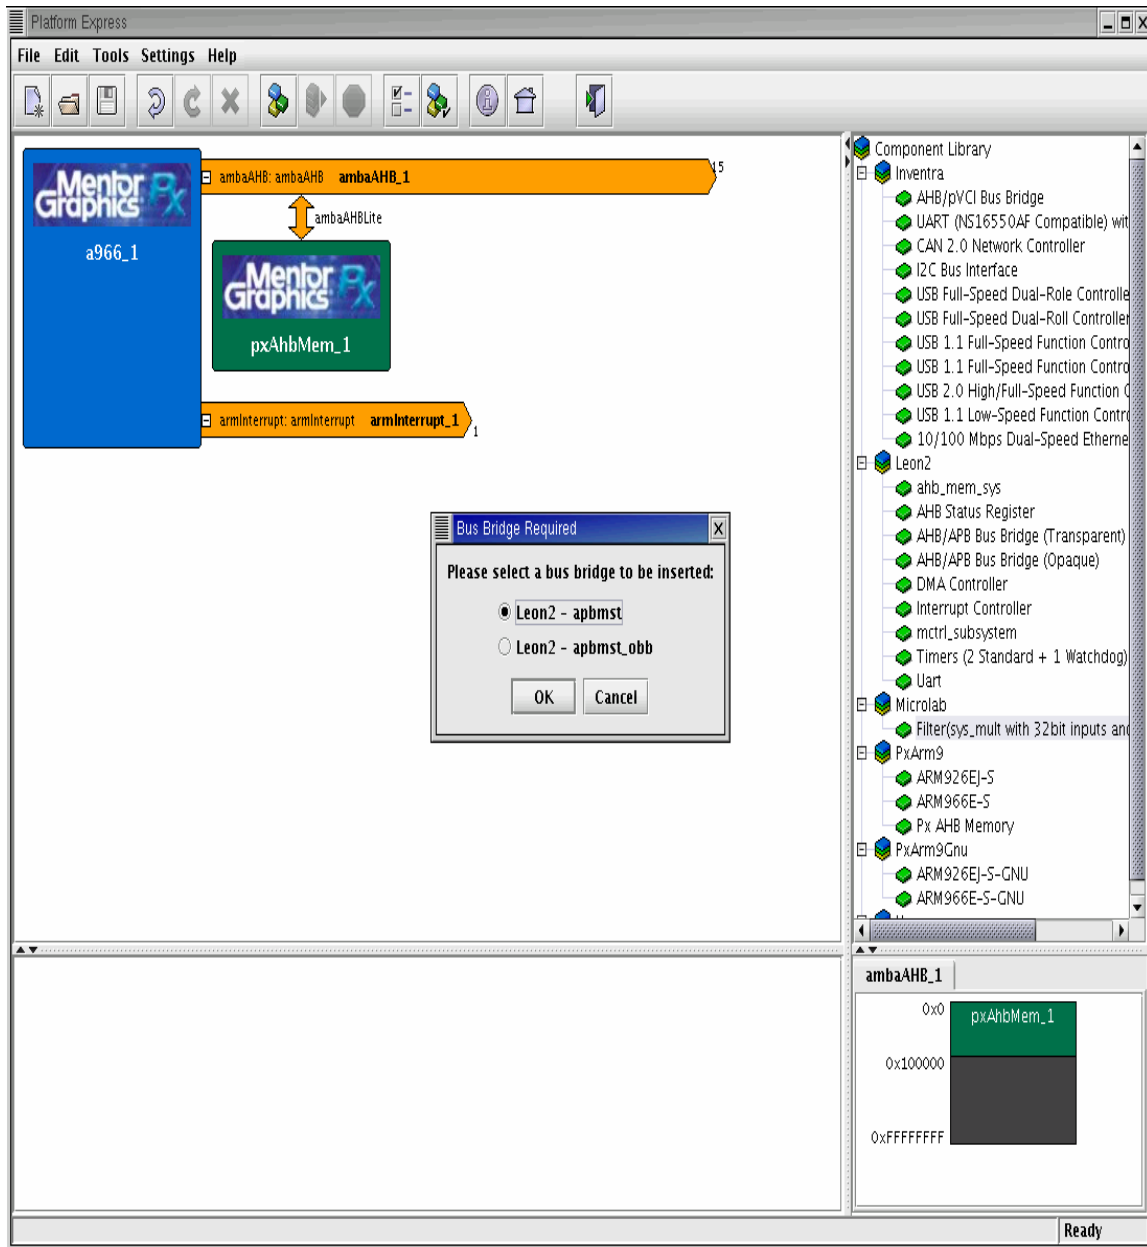 Platform Express
File Edit Tools Settings Help
Mentor Graphics Px
a966_1
ambaAHB: ambaAHB ambaAHB_1
15
ambaAHBLite
Mentor Graphics Px
pxAhbMem_1
armInterrupt: armInterrupt armInterrupt_1
1
Bus Bridge Required
Please select a bus bridge to be inserted:
Leon2 - apbmst
Leon2 - apbmst_obb
OK Cancel
Component Library
Inventra
AHB/pVCI Bus Bridge
UART (NS16550AF Compatible) wit
CAN 2.0 Network Controller
I2C Bus Interface
USB Full-Speed Dual-Role Controlle
USB Full-Speed Dual-Roll Controller
USB 1.1 Full-Speed Function Contro
USB 1.1 Full-Speed Function Contro
USB 2.0 High/Full-Speed Function C
USB 1.1 Low-Speed Function Contro
10/100 Mbps Dual-Speed Etherne
Leon2
ahb_mem_sys
AHB Status Register
AHB/APB Bus Bridge (Transparent)
AHB/APB Bus Bridge (Opaque)
DMA Controller
Interrupt Controller
mctrl_subsystem
Timers (2 Standard + 1 Watchdog)
Uart
Microlab
Filter(sys_mult with 32bit inputs and
PxArm9
ARM926EJ-S
ARM966E-S
Px AHB Memory
PxArm9Gnu
ARM926EJ-S-GNU
ARM966E-S-GNU
ambaAHB_1
0x0
pxAhbMem_1
0x100000
0xFFFFFFFF
Ready